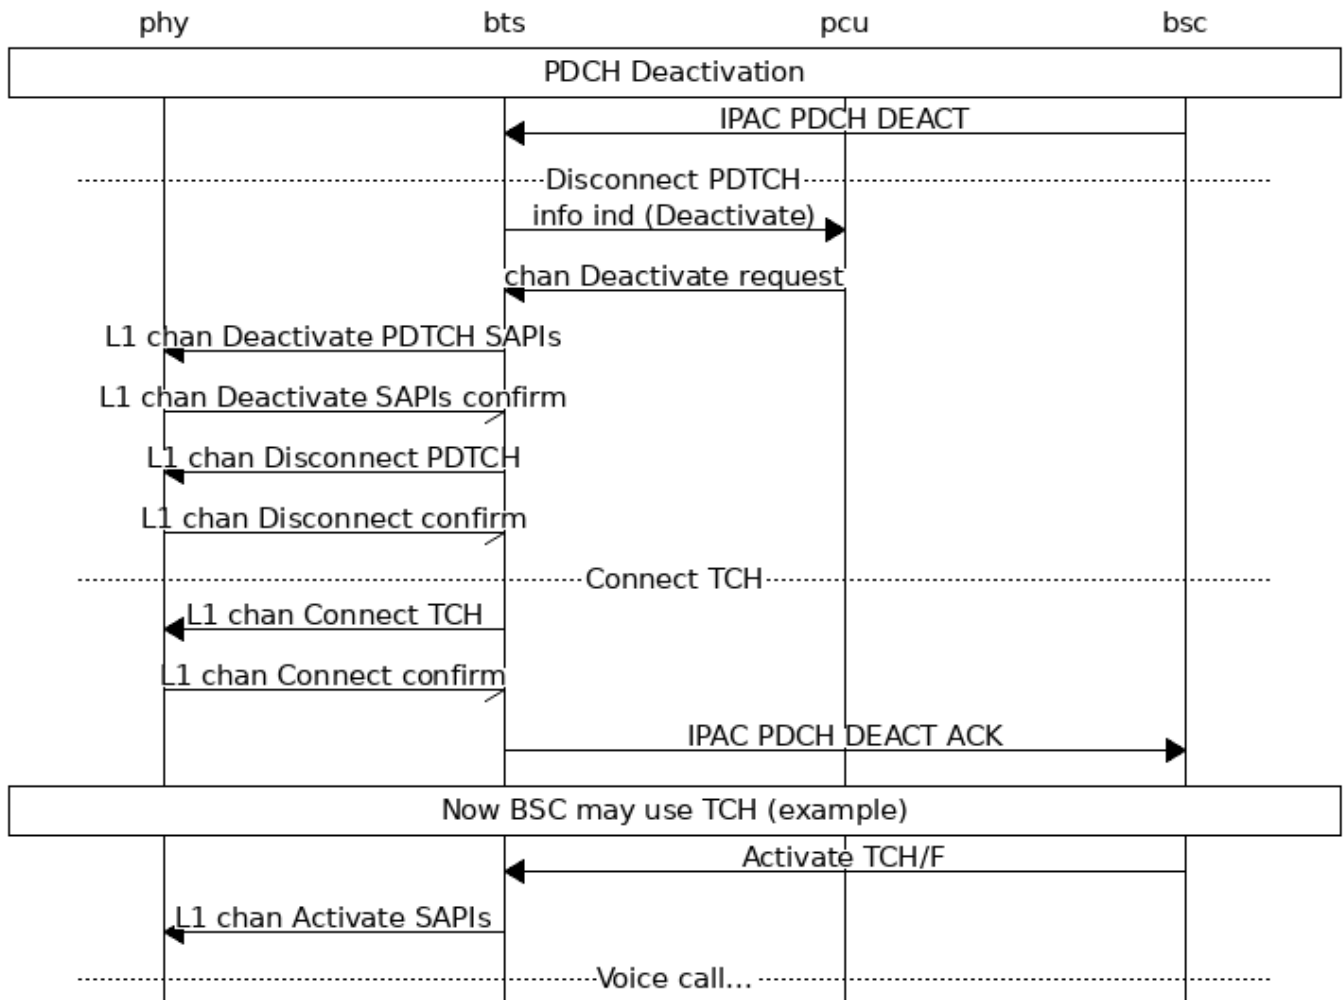 phy bts pcu bsc
PDCH Deactivation
IPAC PDCH DEACT
Disconnect PDTCH
info ind (Deactivate)
chan Deactivate request
L1 chan Deactivate PDTCH SAPIs
L1 chan Deactivate SAPIs confirm
L1 chan Disconnect PDTCH
L1 chan Disconnect confirm
Connect TCH
L1 chan Connect TCH
L1 chan Connect confirm
IPAC PDCH DEACT ACK
Now BSC may use TCH (example)
Activate TCH/F
L1 chan Activate SAPIs
Voice call...